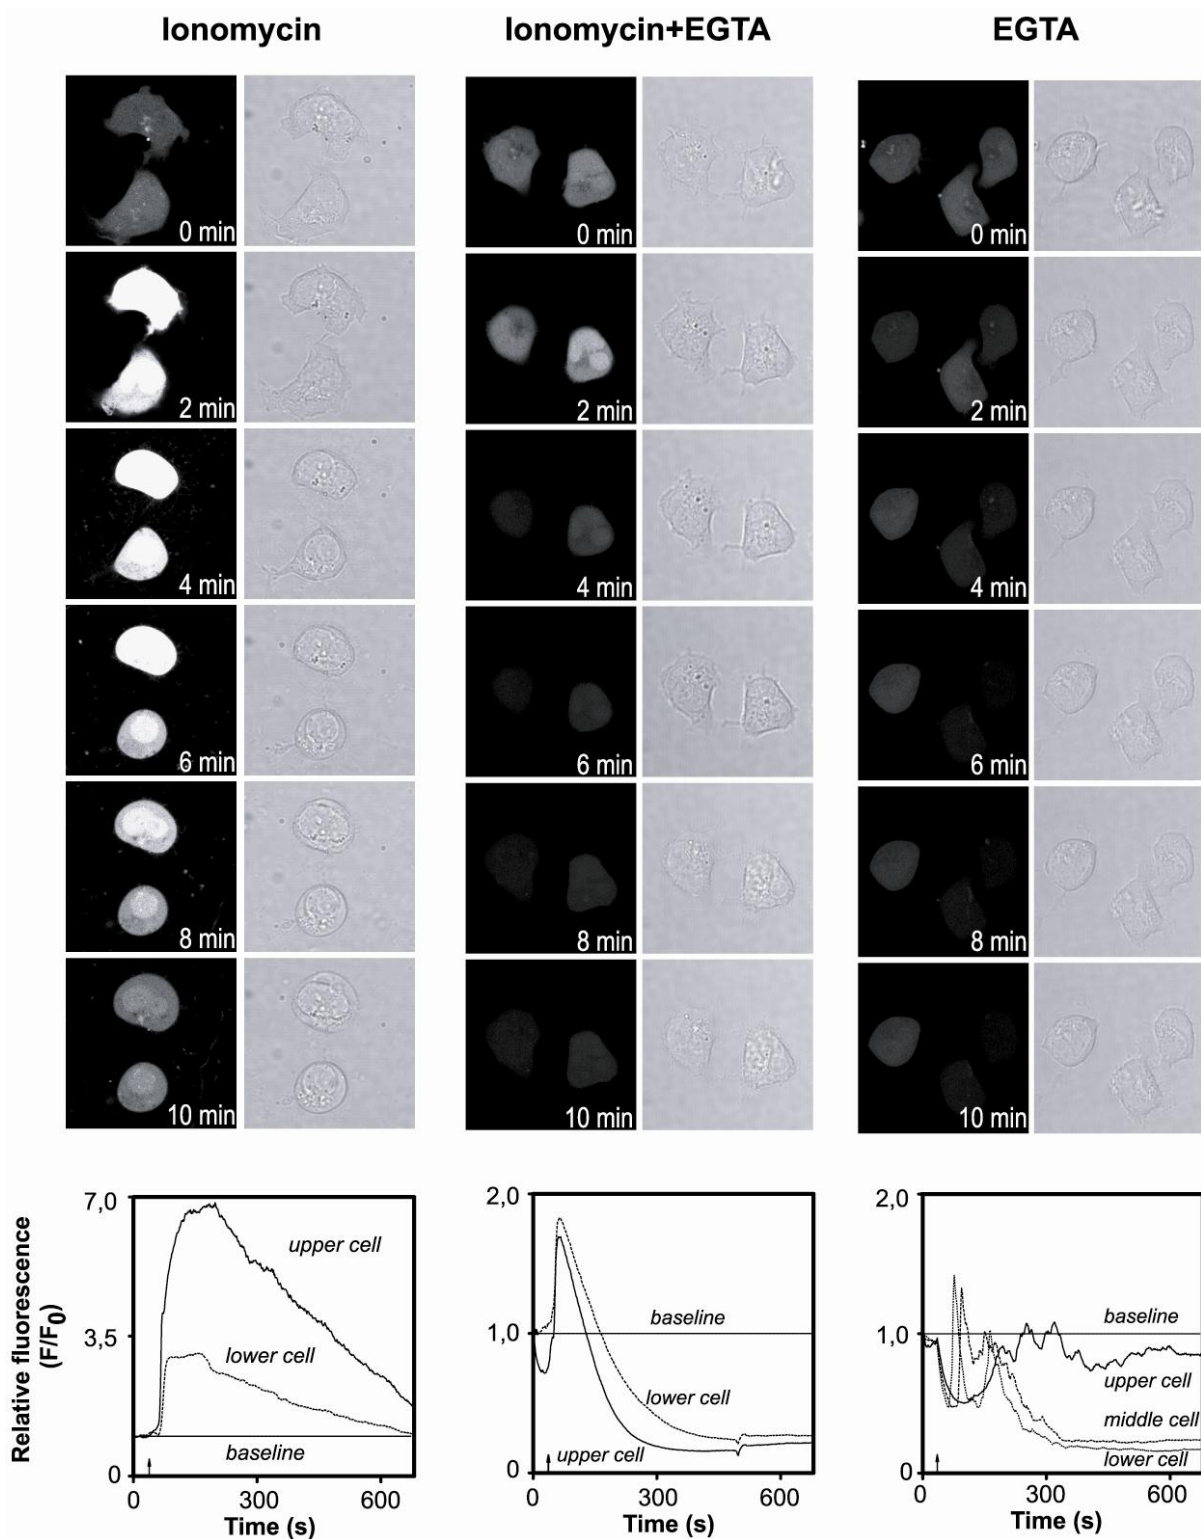 Ionomycin
Ionomycin+EGTA
EGTA
0 min
0 min
0 min
2 min
2 min
2 min
4 min
4 min
4 min
6 min
6 min
6 min
8 min
8 min
8 min
10 min
10 min
10 min
Relative fluorescence
(F/F0)
7,0
3,5
0
upper cell
lower cell
baseline
0
300
600
Time (s)
2,0
1,0
0
baseline
lower cell
upper cell
0
300
600
Time (s)
2,0
1,0
0
baseline
upper cell
middle cell
lower cell
0
300
600
Time (s)